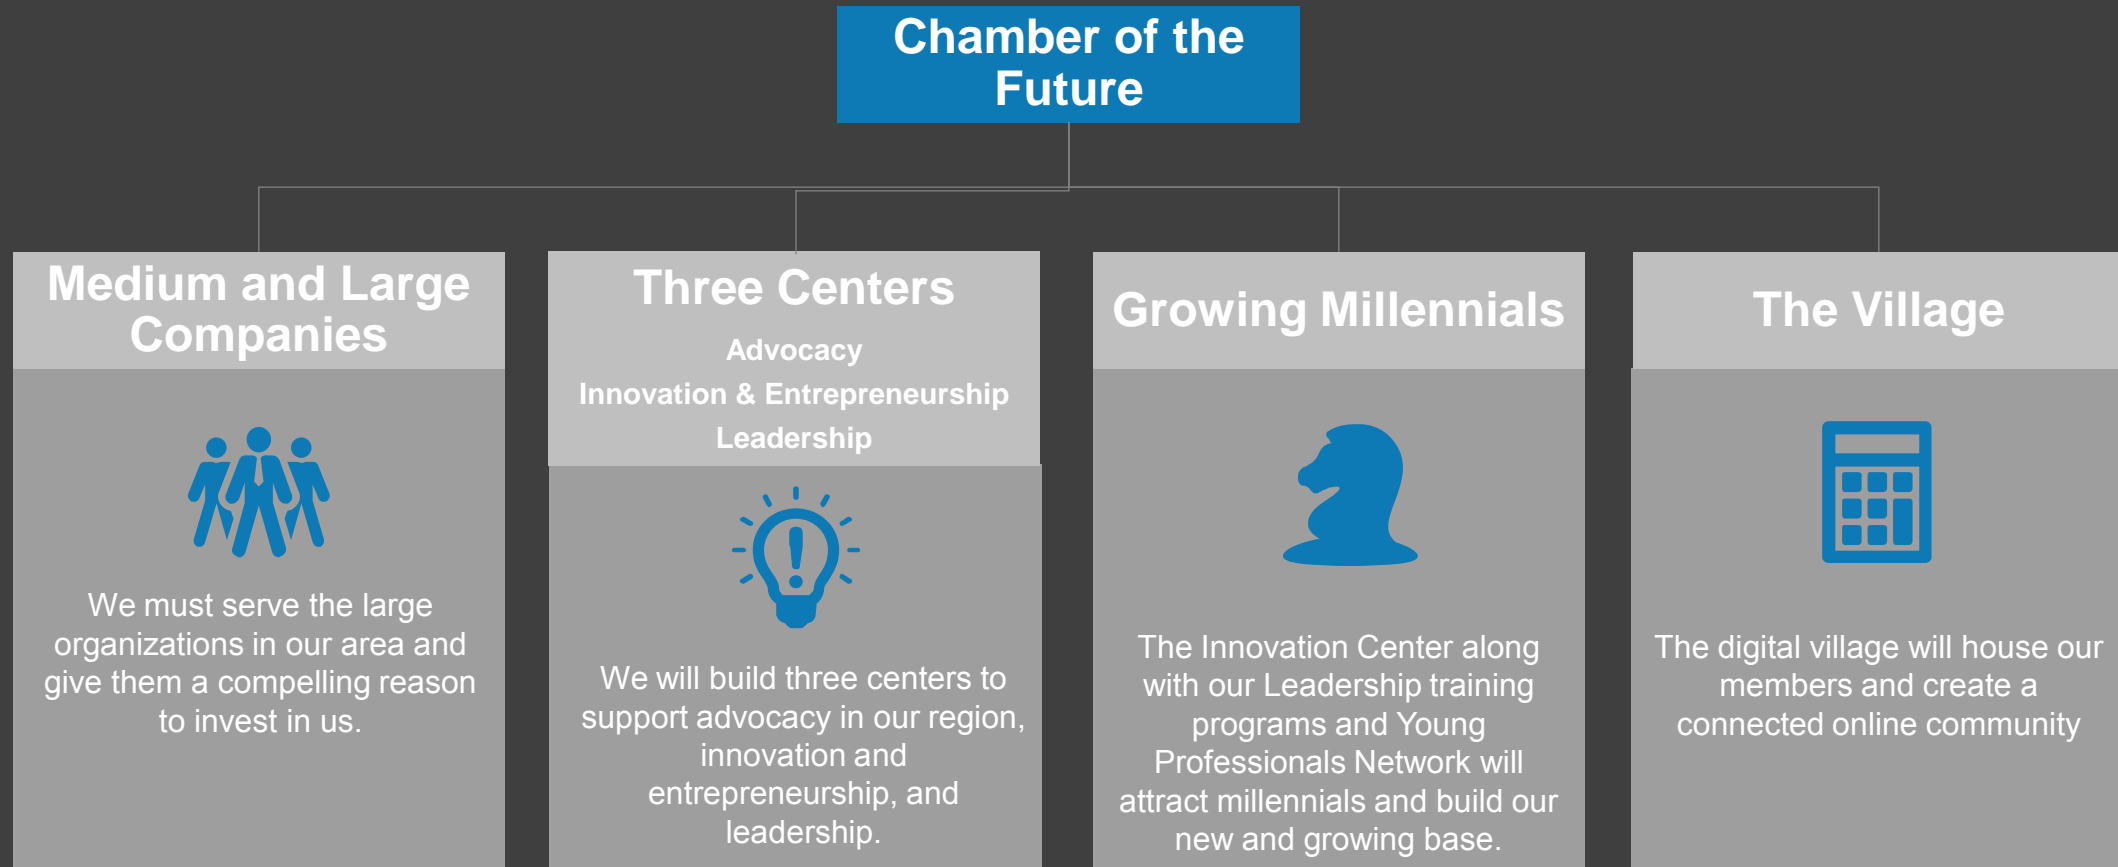 Chamber of the
Future
Medium and Large
Companies
We must serve the large
organizations in our area and
give them a compelling reason
to invest in us.
Three Centers
Advocacy
Innovation & Entrepreneurship
Leadership
We will build three centers to
support advocacy in our region,
innovation and
entrepreneurship, and
leadership.
Growing Millennials
The Innovation Center along
with our Leadership training
programs and Young
Professionals Network will
attract millennials and build our
new and growing base.
The Village
The digital village will house our
members and create a
connected online community